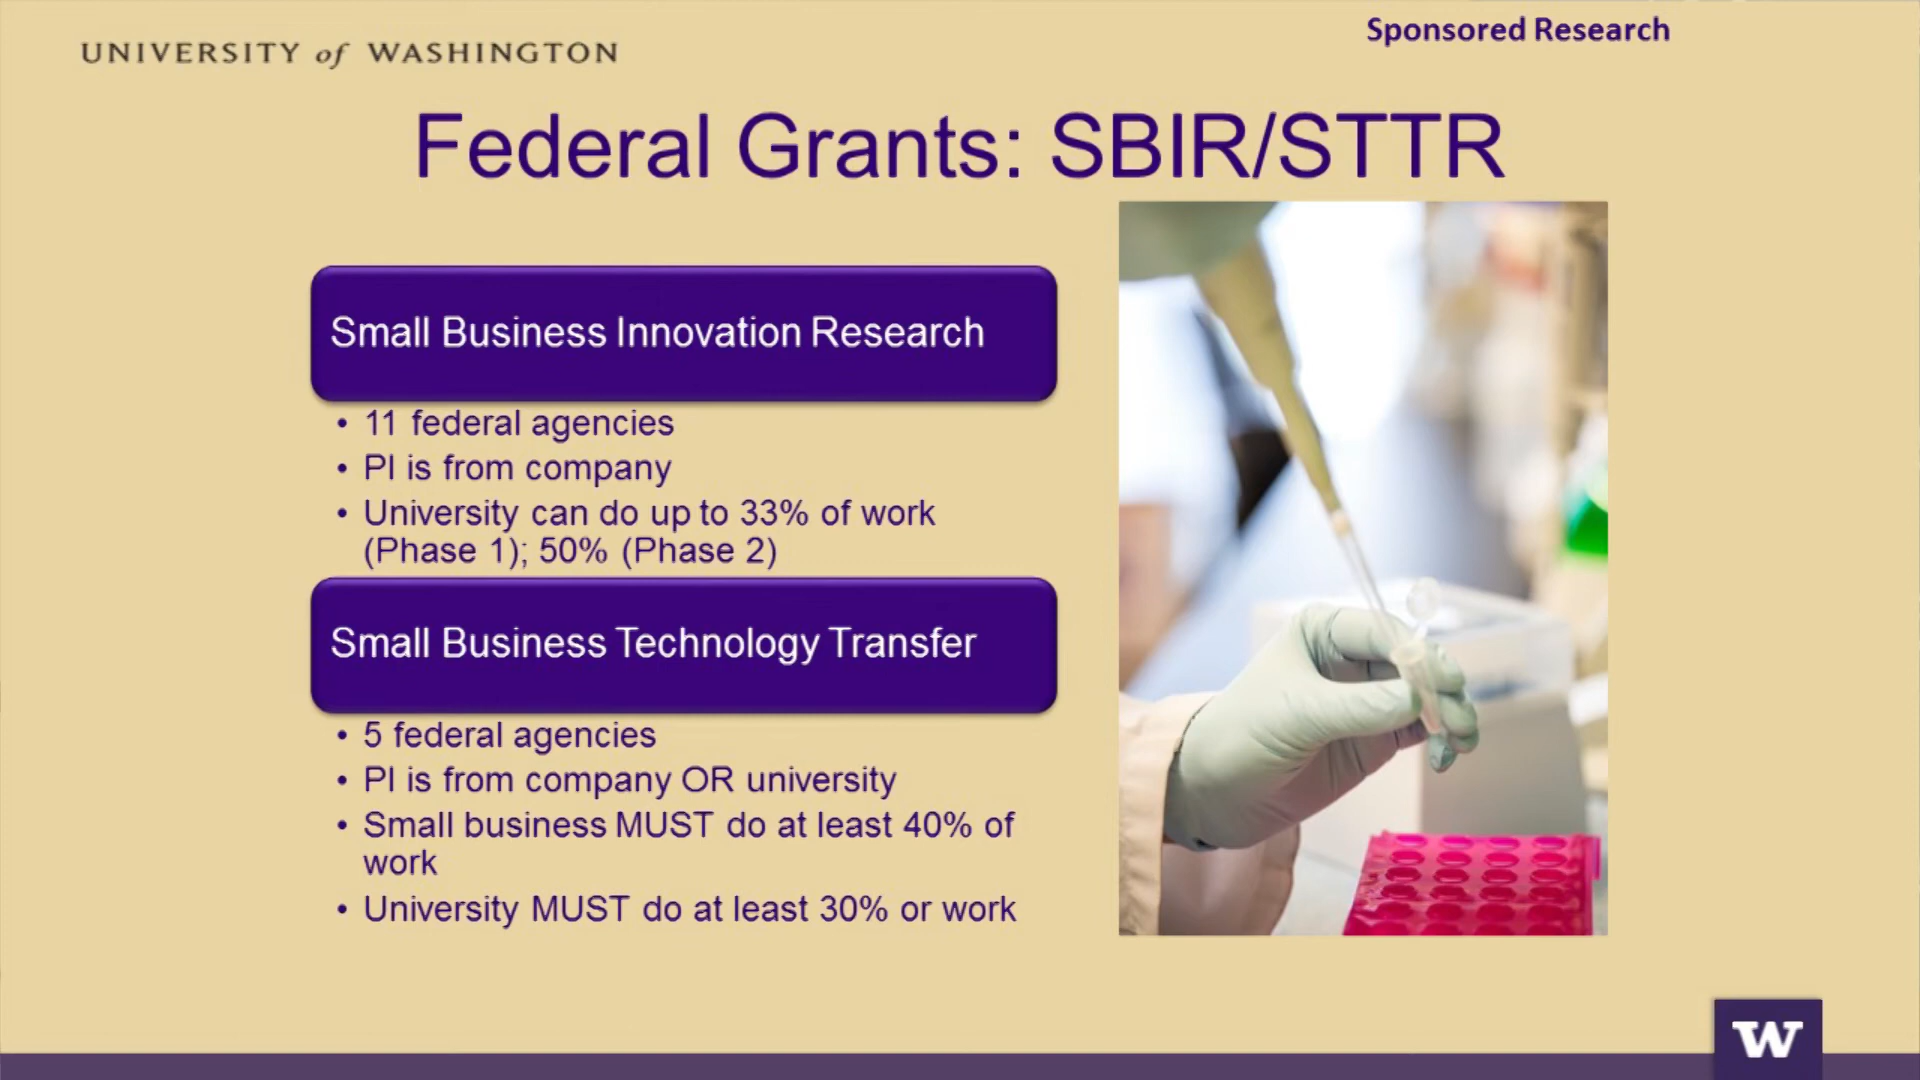 UNIVERSITY of WASHINGTON
Sponsored Research
Federal Grants: SBIR/STTR
Small Business Innovation Research
• 11 federal agencies
• PI is from company
• University can do up to 33% of work
(Phase 1); 50% (Phase 2)
Small Business Technology Transfer
• 5 federal agencies
• PI is from company OR university
• Small business MUST do at least 40% of
work
• University MUST do at least 30% or work
W